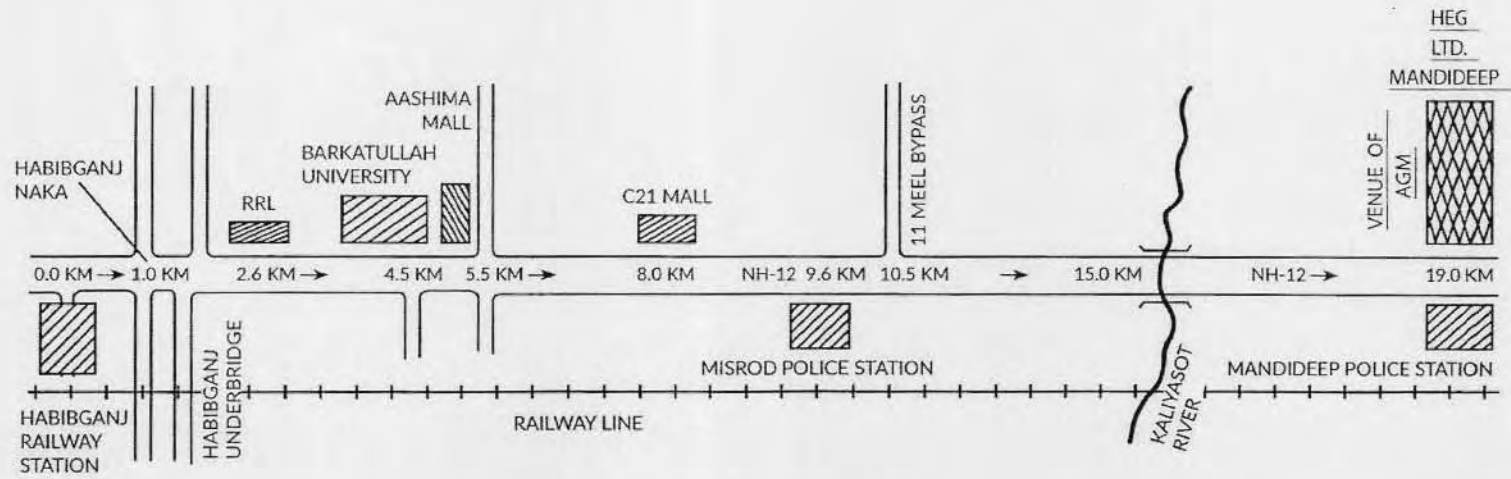 HEG
LTD.
MANDIDEEP
VENUE OF
AGM
HABIBGANJ
NAKA
RRL
BARKATULLAH
UNIVERSITY
AASHIMA
MALL
C21 MALL
11 MEEL BYPASS
0.0 KM 1.0 KM 2.6 KM 4.5 KM 5.5 KM 8.0 KM NH-12 9.6 KM 10.5 KM 15.0 KM NH-12 19.0 KM
HABIBGANJ
UNDERBRIDGE
MISROD POLICE STATION
MANDIDEEP POLICE STATION
HABIBGANJ
RAILWAY
STATION
RAILWAY LINE
KALIYASOT
RIVER